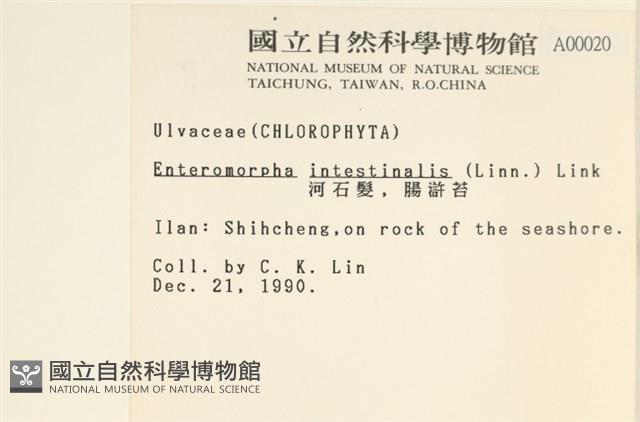 國立自然科學博物館 A00020
NATIONAL MUSEUM OF NATURAL SCIENCE
TAICHUNG, TAIWAN, R.O.CHINA
Ulvaceae(CHLOROPHYTA)
Enteromorpha intestinalis (Linn.) Link
河石髮, 腸滸苔
Ilan: Shihcheng,on rock of the seashore.
Coll. by C. K. Lin
Dec. 21, 1990.
國立自然科學博物館
NATIONAL MUSEUM OF NATURAL SCIENCE